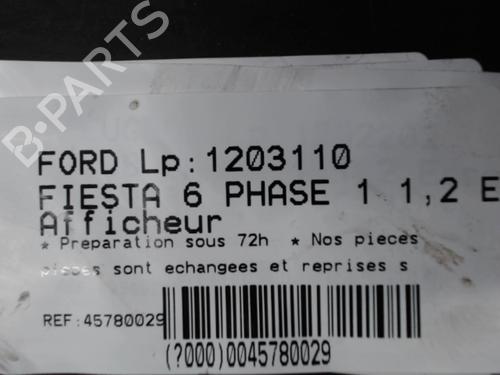 B-PARTS
FORD Lp:1203110
FIESTA 6 PHASE 1 1,2 E
Afficheur
* Preparation sous 72h * Nos pieces
pieces sont echangees et reprises s
REF:45780029
(?000)0045780029